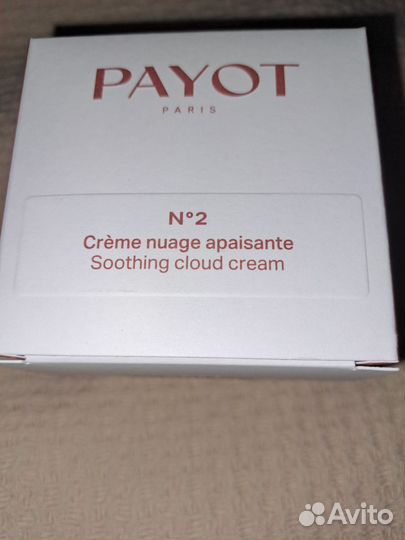 PAYOT
PARIS
N°2
Crème nuage apaisante
Soothing cloud cream
Avito